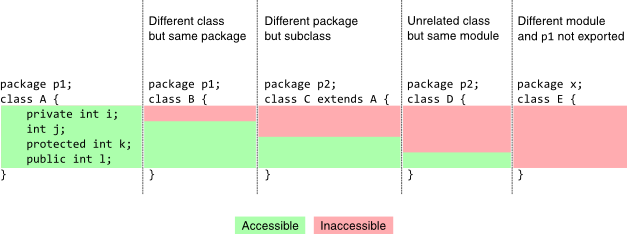 Different class
but same package
Different package
but subclass
Unrelated class
but same module
Different module
and p1 not exported
package p1;
class A {
private int i;
int j;
protected int k;
public int l;
}
package p1;
class B {
}
package p2;
class C extends A {
}
package p2;
class D {
}
package x;
class E {
}
Accessible
Inaccessible